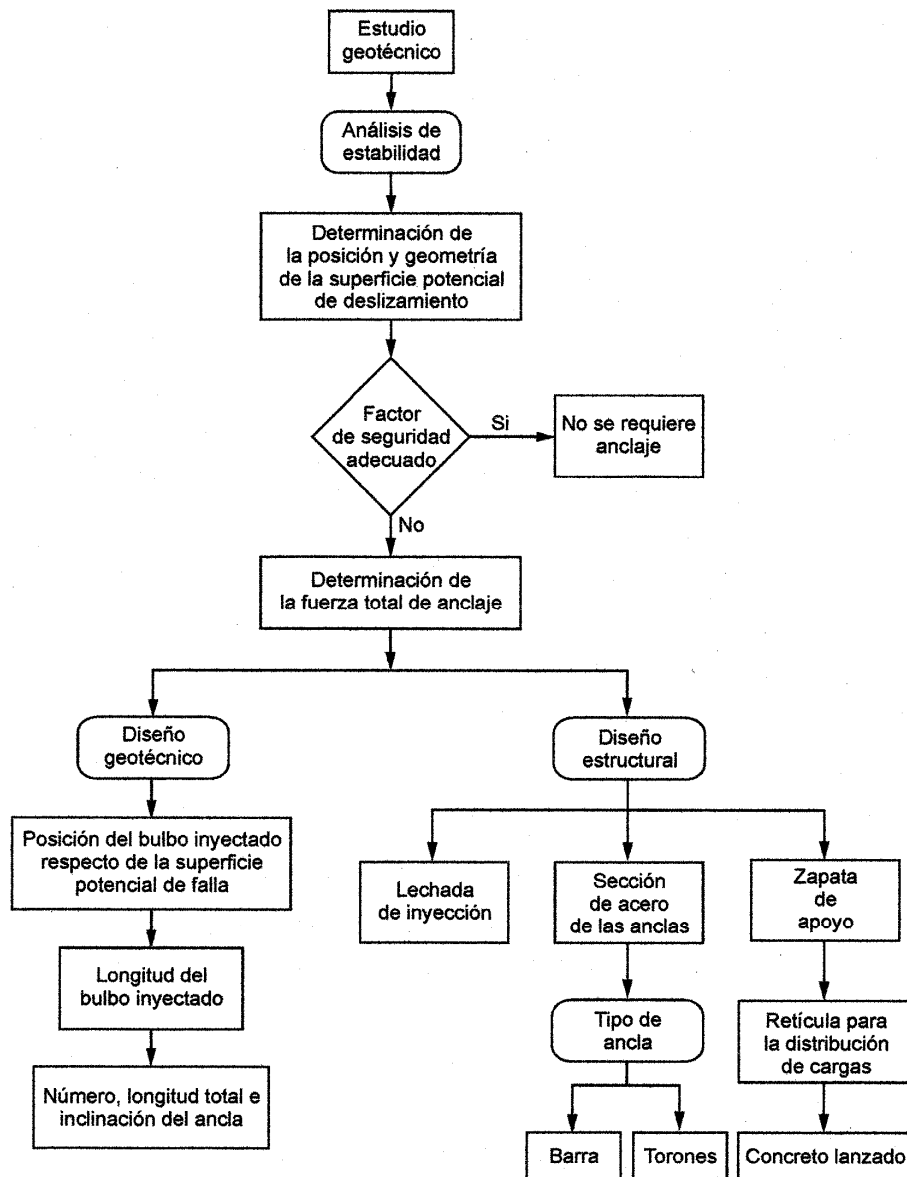 Estudio
geotécnico
Análisis de
estabilidad
Determinación de
la posición y geometría
de la superficie potencial
de deslizamiento
Factor
de seguridad
adecuado
Si
No se requiere
anclaje
No
Determinación de
la fuerza total de anclaje
Diseño
geotécnico
Posición del bulbo inyectado
respecto de la superficie
potencial de falla
Longitud del
bulbo inyectado
Número, longitud total e
inclinación del ancla
Diseño
estructural
Lechada
de inyección
Sección
de acero
de las anclas
Tipo de
ancla
Barra
Torones
Zapata
de
apoyo
Retícula para
la distribución
de cargas
Concreto lanzado